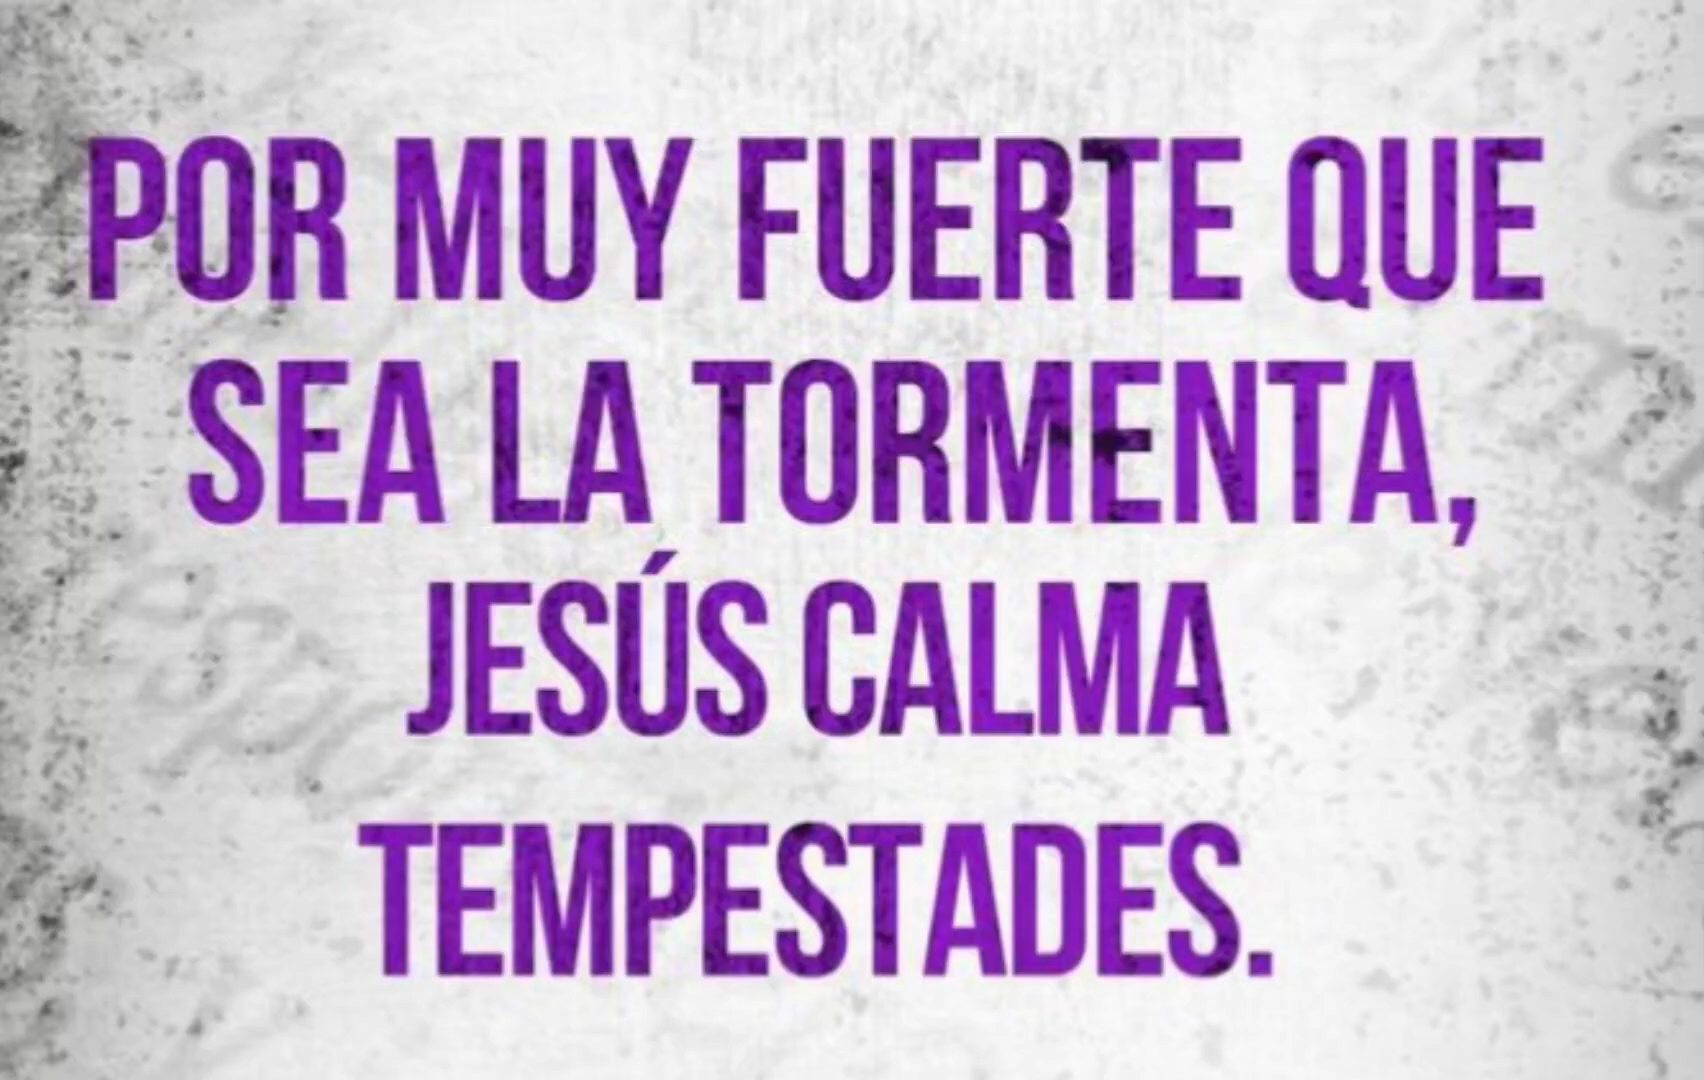 POR MUY FUERTE QUE
SEA LA TORMENTA,
JESÚS CALMA
TEMPESTADES.